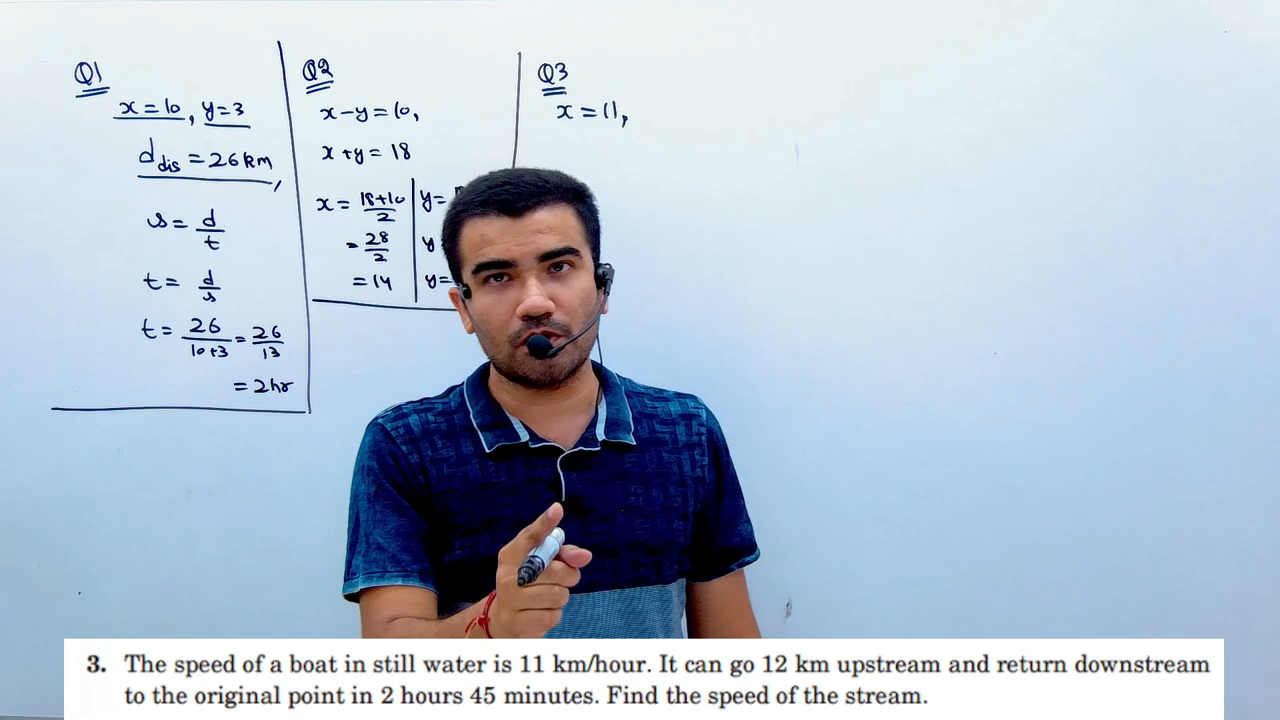 Q1
x = 10, y = 3
d dis = 26 km,
s = d/t
t = d/s
t = 26/10+3 = 26/13
= 2hr
Q2
x - y = 10,
x + y = 18
x = 18+10/2
= 28/2
= 14
y =
y
y =
Q3
x = 11,
3. The speed of a boat in still water is 11 km/hour. It can go 12 km upstream and return downstream
to the original point in 2 hours 45 minutes. Find the speed of the stream.